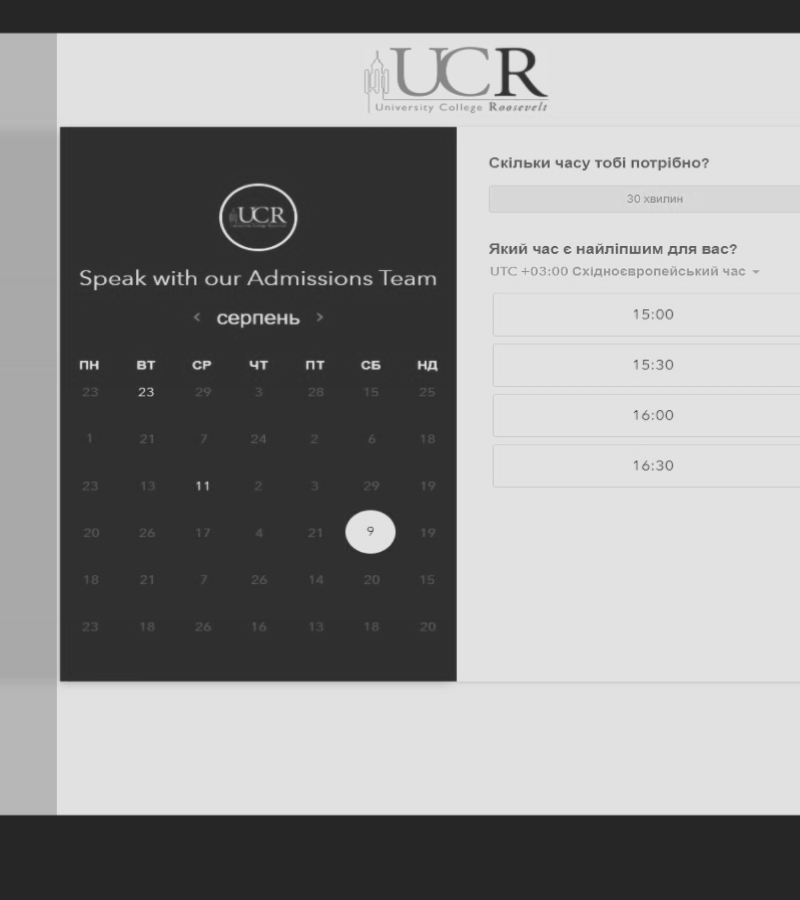 UCR
University College Roosevelt
UCR
Speak with our Admissions Team
< серпень >
ПН ВТ СР ЧТ ПТ СБ НД
23 23 29 3 28 15 25
1 21 7 24 2 6 18
23 13 11 2 3 29 19
20 26 17 4 21 9 19
18 21 7 26 14 20 15
23 18 26 16 13 18 20
Скільки часу тобі потрібно?
30 хвилин
Який час є найліпшим для вас?
UTC +03:00 Східноєвропейський час
15:00
15:30
16:00
16:30